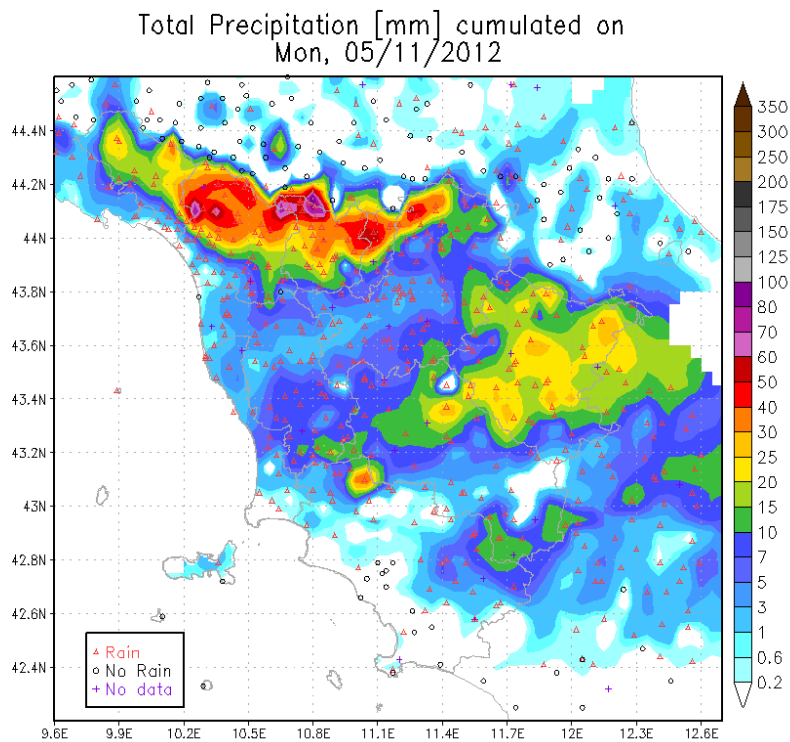 Total Precipitation [mm] cumulated on
Mon, 05/11/2012
44.4N
44.2N
44N
43.8N
43.6N
43.4N
43.2N
43N
42.8N
42.6N
42.4N
9.6E 9.9E 10.2E 10.5E 10.8E 11.1E 11.4E 11.7E 12E 12.3E 12.6E
Rain
No Rain
No data
350
300
250
200
175
150
125
100
80
70
60
50
40
30
25
20
15
10
7
5
3
1
0.6
0.2